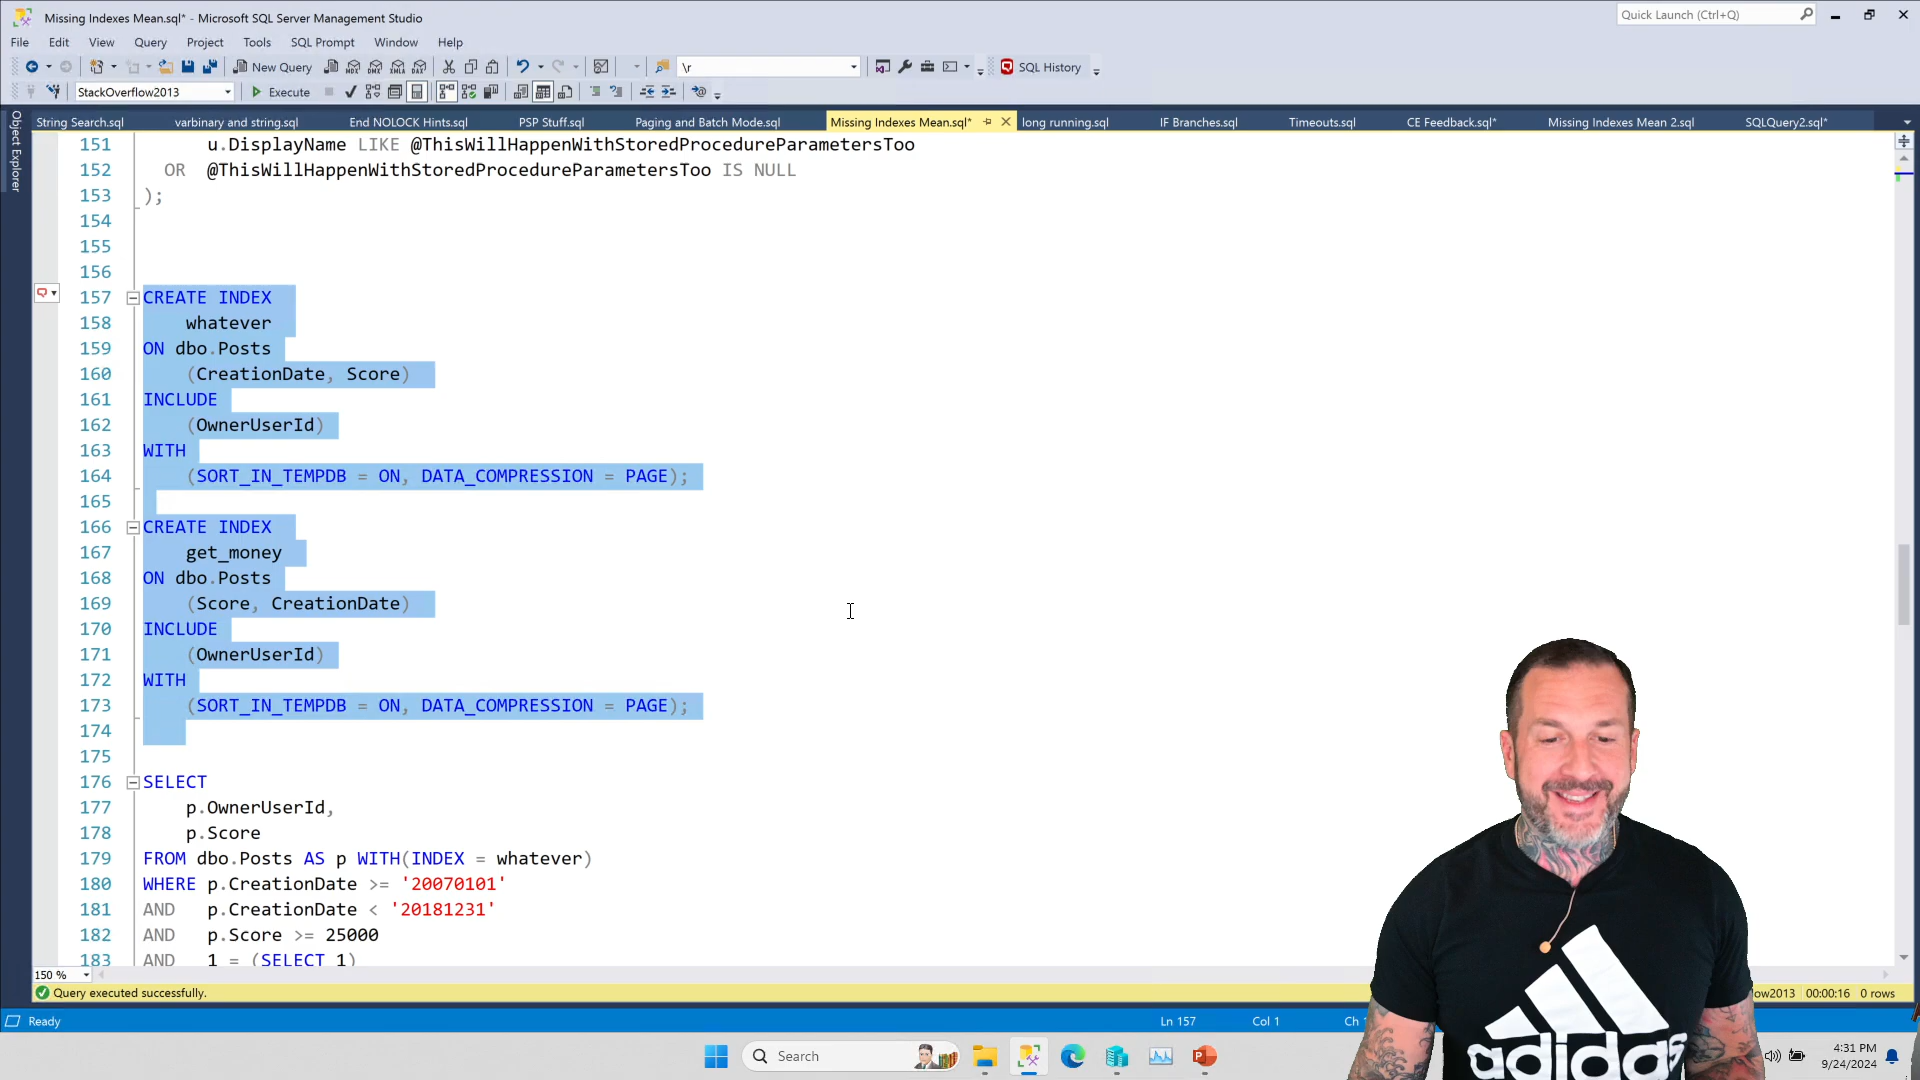 Missing Indexes Mean.sql* - Microsoft SQL Server Management Studio
Quick Launch (Ctrl+Q)
File Edit View Query Project Tools SQL Prompt Window Help
New Query
MDX DMX XMLA DAX
\r
SQL History
StackOverflow2013
Execute
String Search.sql varbinary and string.sql End NOLOCK Hints.sql PSP Stuff.sql Paging and Batch Mode.sql Missing Indexes Mean.sql* long running.sql IF Branches.sql Timeouts.sql CE Feedback.sql* Missing Indexes Mean 2.sql SQLQuery2.sql*
Object Explorer
151 u.DisplayName LIKE @ThisWillHappenWithStoredProcedureParametersToo
152 OR @ThisWillHappenWithStoredProcedureParametersToo IS NULL
153 );
154
155
156
157 CREATE INDEX
158 whatever
159 ON dbo.Posts
160 (CreationDate, Score)
161 INCLUDE
162 (OwnerUserId)
163 WITH
164 (SORT_IN_TEMPDB = ON, DATA_COMPRESSION = PAGE);
165
166 CREATE INDEX
167 get_money
168 ON dbo.Posts
169 (Score, CreationDate)
170 INCLUDE
171 (OwnerUserId)
172 WITH
173 (SORT_IN_TEMPDB = ON, DATA_COMPRESSION = PAGE);
174
175
176 SELECT
177 p.OwnerUserId,
178 p.Score
179 FROM dbo.Posts AS p WITH(INDEX = whatever)
180 WHERE p.CreationDate >= '20070101'
181 AND p.CreationDate < '20181231'
182 AND p.Score >= 25000
183 AND 1 = (SELECT 1)
150 %
Query executed successfully.
ow2013 00:00:16 0 rows
Ready
Ln 157 Col 1 Ch
Search
4:31 PM
9/24/2024
adidas